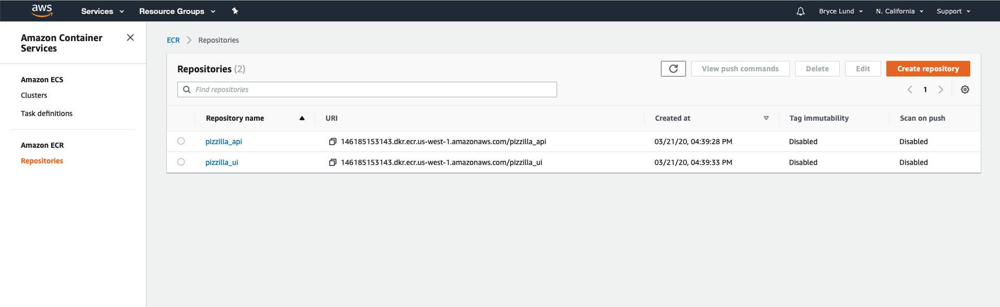 aws Services Resource Groups Bryce Lund N. California Support
Amazon Container
Services
Amazon ECS
Clusters
Task definitions
Amazon ECR
Repositories
ECR Repositories
Repositories (2) View push commands Delete Edit Create repository
Find repositories 1
Repository name URI Created at Tag immutability Scan on push
pizzilla_api 146185153143.dkr.ecr.us-west-1.amazonaws.com/pizzilla_api 03/21/20, 04:39:28 PM Disabled Disabled
pizzilla_ui 146185153143.dkr.ecr.us-west-1.amazonaws.com/pizzilla_ui 03/21/20, 04:39:33 PM Disabled Disabled